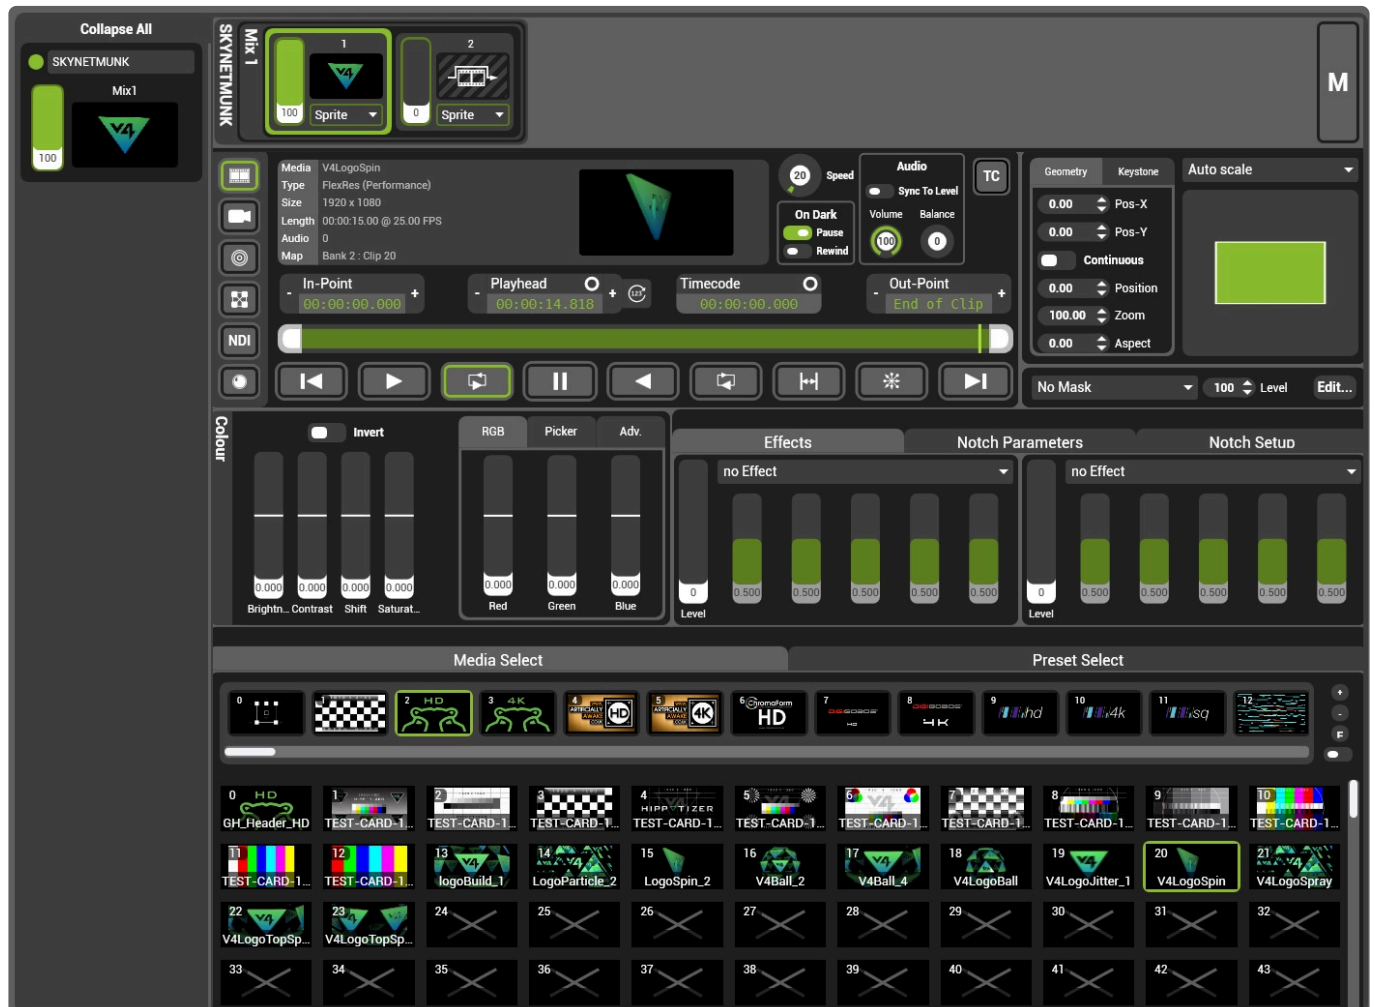 Collapse All
SKYNETMUNK
Mix1
100
SKYNETMUNK
Mix 1
1
100
Sprite
2
0
Sprite
M
Media V4LogoSpin
Type FlexRes (Performance)
Size 1920 x 1080
Length 00:00:15.00 @ 25.00 FPS
Audio 0
Map Bank 2 : Clip 20
20 Speed
On Dark
Pause
Rewind
Audio
Sync To Level
Volume Balance
100 0
TC
NDI
- In-Point +
00:00:00.000
- Playhead +
00:00:14.818
123
Timecode
00:00:00.000
- Out-Point +
End of Clip
Geometry Keystone
0.00 Pos-X
0.00 Pos-Y
Continuous
0.00 Position
100.00 Zoom
0.00 Aspect
Auto scale
No Mask 100 Level Edit...
Colour
Invert
0.000 0.000 0.000 0.000
Brightn... Contrast Shift Saturat...
RGB Picker Adv.
0.000 0.000 0.000
Red Green Blue
Effects Notch Parameters Notch Setup
no Effect
0 0.500 0.500 0.500 0.500 0.500
Level
no Effect
0 0.500 0.500 0.500 0.500 0.500
Level
Media Select Preset Select
0
1
2 HD
3 4K
4 ARTIFICIALLY AWAKE HD
5 ARTIFICIALLY AWAKE 4K
6 ChromaForm HD
7 DIGIGOBOS HD
8 DIGIGOBOS 4K
9 hd
10 4k
11 sq
12
+
-
F
0 HD GH_Header_HD
1 TEST-CARD-1...
2 TEST-CARD-1...
3 TEST-CARD-1...
4 HIPPOTIZER TEST-CARD-1...
5 TEST-CARD-1...
6 TEST-CARD-1...
7 TEST-CARD-1...
8 TEST-CARD-1...
9 TEST-CARD-1...
10 TEST-CARD-1...
11 TEST-CARD-1...
12 TEST-CARD-1...
13 logoBuild_1
14 LogoParticle_2
15 LogoSpin_2
16 V4Ball_2
17 V4Ball_4
18 V4LogoBall
19 V4LogoJitter_1
20 V4LogoSpin
21 V4LogoSpray
22 V4LogoTopSp...
23 V4LogoTopSp...
24 25 26 27 28 29 30 31 32
33 34 35 36 37 38 39 40 41 42 43